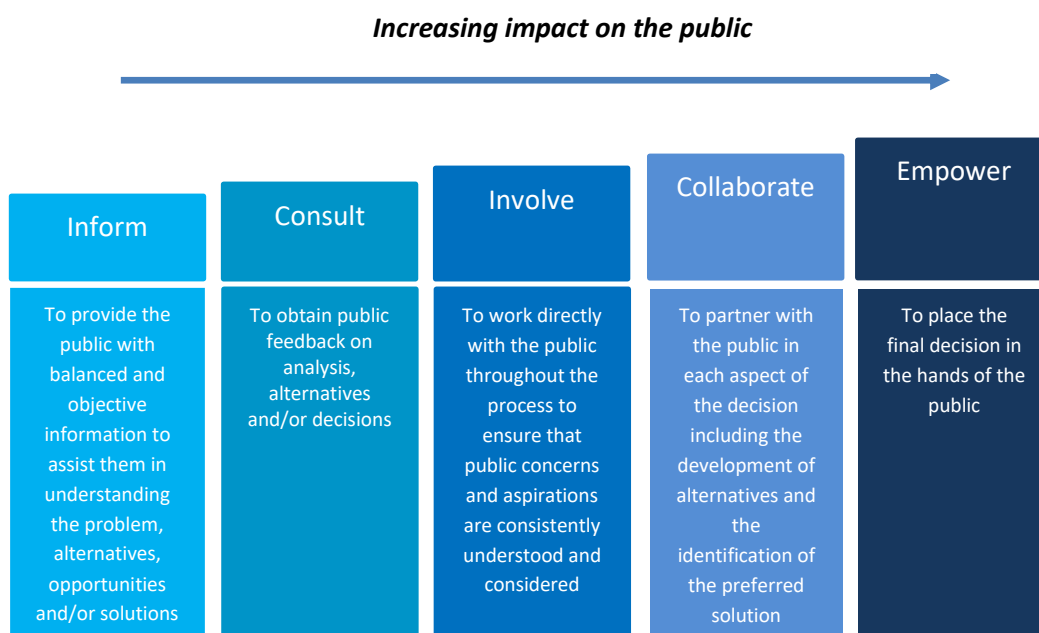 Increasing impact on the public
Inform
To provide the
public with
balanced and
objective
information to
assist them in
understanding
the problem,
alternatives,
opportunities
and/or solutions
Consult
To obtain public
feedback on
analysis,
alternatives
and/or decisions
Involve
To work directly
with the public
throughout the
process to
ensure that
public concerns
and aspirations
are consistently
understood and
considered
Collaborate
To partner with
the public in
each aspect of
the decision
including the
development of
alternatives and
the
identification of
the preferred
solution
Empower
To place the
final decision in
the hands of the
public